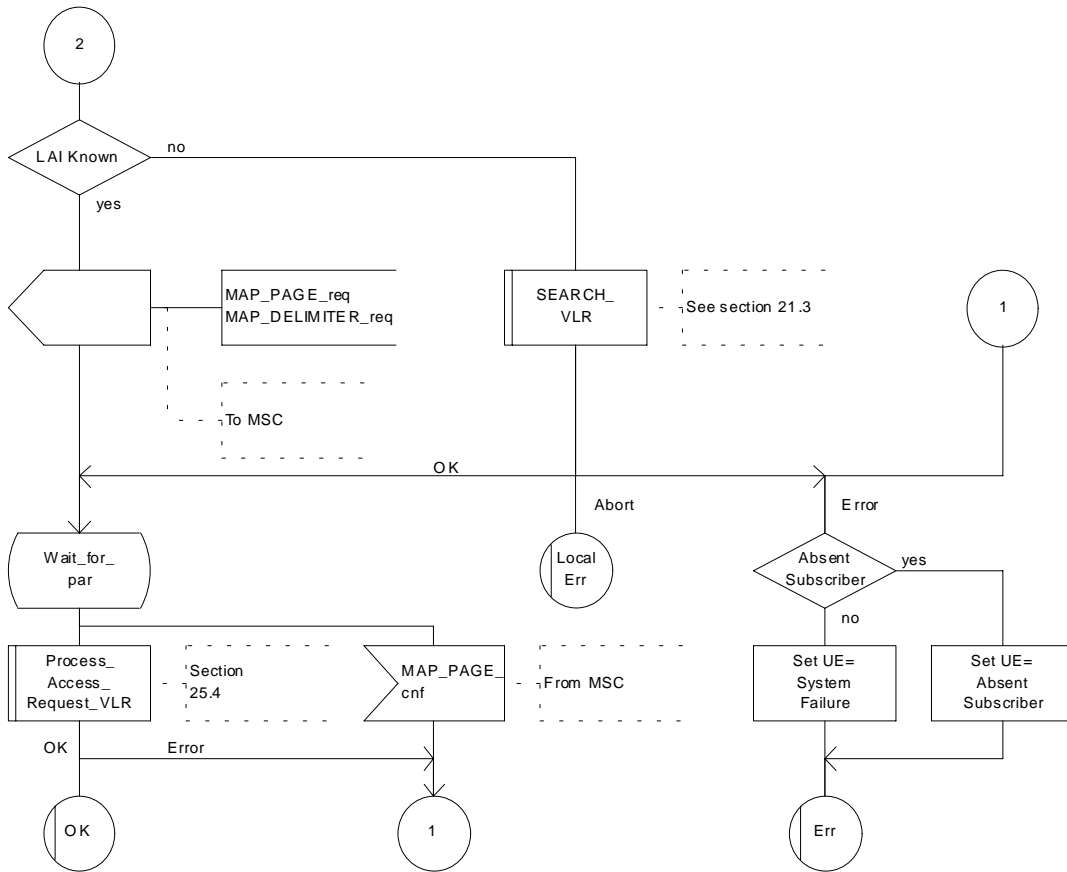 2
LAI Known
no
yes
MAP_PAGE_req
MAP_DELIMITER_req
SEARCH_
VLR
See section 21.3
1
To MSC
OK
Abort
Error
Wait_for_
par
Local
Err
Absent
Subscriber
yes
no
Process_
Access_
Request_VLR
Section
25.4
MAP_PAGE_
cnf
From MSC
Set UE=
System
Failure
Set UE=
Absent
Subscriber
OK
Error
OK
1
Err